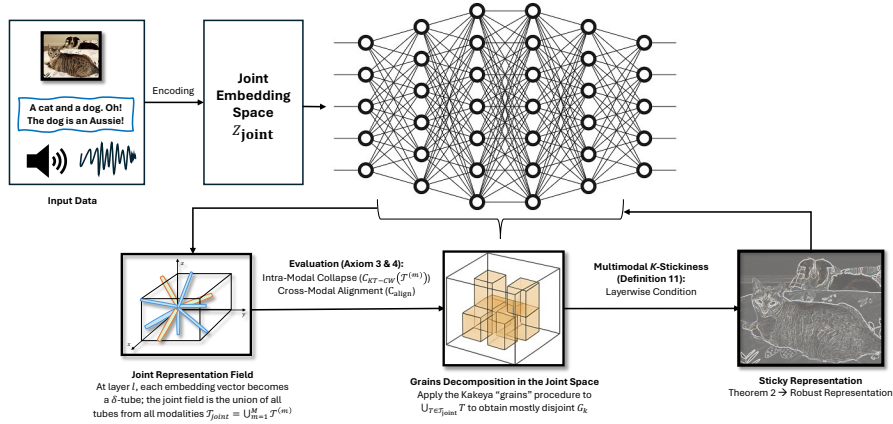 A cat and a dog. Oh!
The dog is an Aussie!
Input Data
Encoding
Joint
Embedding
Space
Z_joint
z
y
x
Joint Representation Field
At layer l, each embedding vector becomes
a δ-tube; the joint field is the union of all
tubes from all modalities 𝒯_joint = ⋃_{m=1}^{M} 𝒯^(m)
Evaluation (Axiom 3 & 4):
Intra-Modal Collapse (C_{KT−CW}(𝒯^(m)))
Cross-Modal Alignment (C_align)
Grains Decomposition in the Joint Space
Apply the Kakeya “grains” procedure to
⋃_{T∈𝒯_joint} T to obtain mostly disjoint G_k
Multimodal K-Stickiness
(Definition 11):
Layerwise Condition
Sticky Representation
Theorem 2 → Robust Representation